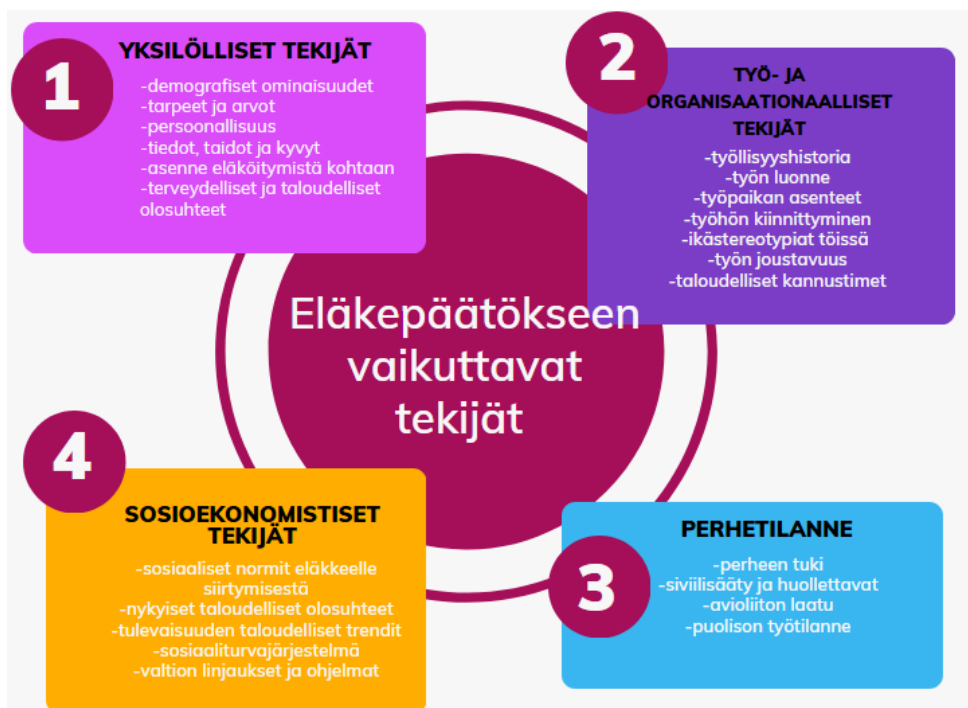 1
YKSILÖLLISET TEKIJÄT
-demografiset ominaisuudet
-tarpeet ja arvot
-persoonallisuus
-tiedot, taidot ja kyvyt
-asenne eläköitymistä kohtaan
-terveydelliset ja taloudelliset
olosuhteet
2
TYÖ- JA
ORGANISAATIONAALLISET
TEKIJÄT
-työllisyyshistoria
-työn luonne
-työpaikan asenteet
-työhön kiinnittyminen
-ikästereotypiat töissä
-työn joustavuus
-taloudelliset kannustimet
Eläkepäätökseen
vaikuttavat
tekijät
4
SOSIOEKONOMISTISET
TEKIJÄT
-sosiaaliset normit eläkkeelle
siirtymisestä
-nykyiset taloudelliset olosuhteet
-tulevaisuuden taloudelliset trendit
-sosiaaliturvajärjestelmä
-valtion linjaukset ja ohjelmat
3
PERHETILANNE
-perheen tuki
-siviilisääty ja huollettavat
-avioliiton laatu
-puolison työtilanne